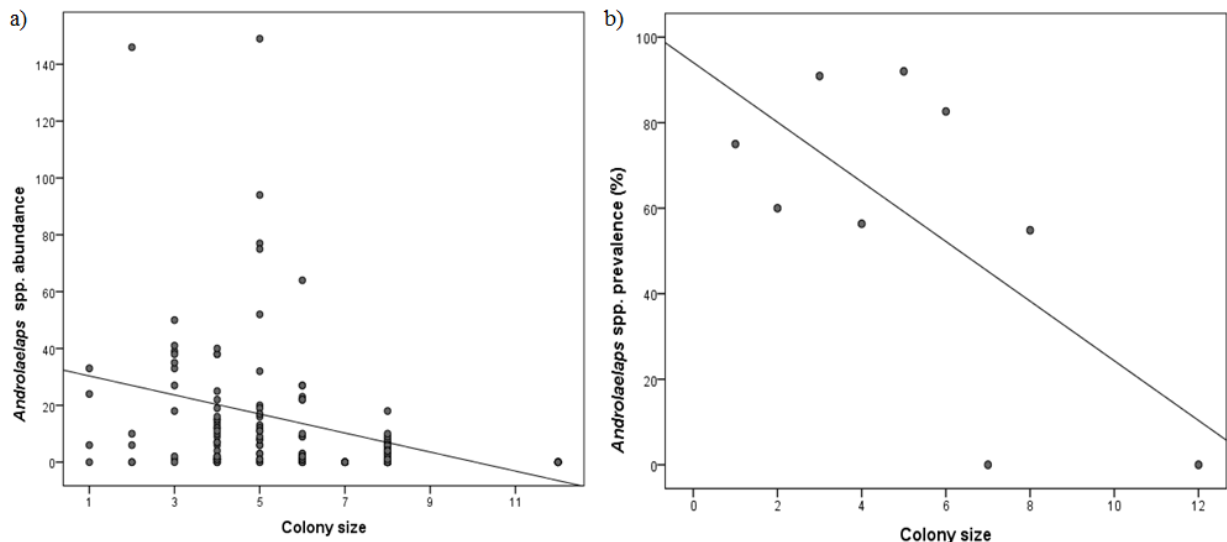 a)
Androlaelaps spp. abundance
140
120
100
80
60
40
20
0
1 3 5 7 9 11
Colony size
b)
Androlaelaps spp. prevalence (%)
100
80
60
40
20
0
0 2 4 6 8 10 12
Colony size